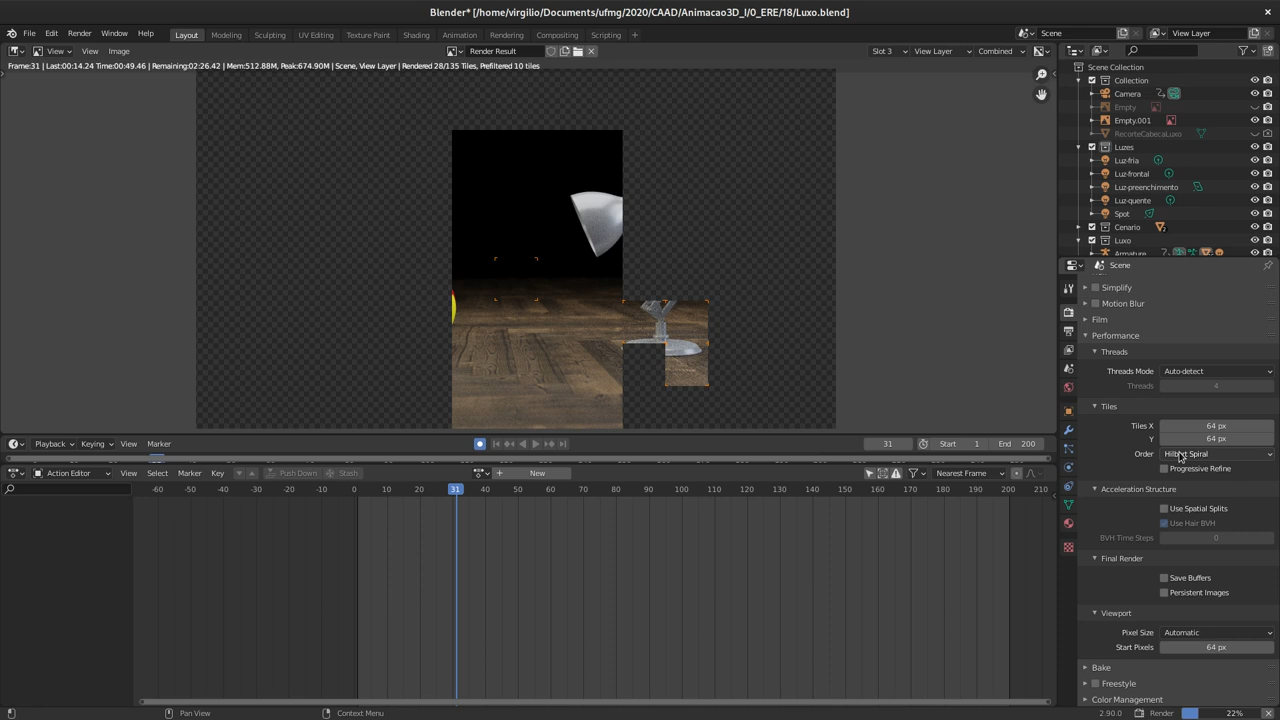 Blender* [/home/virgilio/Documents/ufmg/2020/CAAD/Animacao3D_I/0_ERE/18/Luxo.blend]
File Edit Render Window Help Layout Modeling Sculpting UV Editing Texture Paint Shading Animation Rendering Compositing Scripting + Scene View Layer
View View Image Render Result Slot 3 View Layer Combined
Frame:31 | Last:00:14.24 Time:00:49.46 | Remaining:02:26.42 | Mem:512.88M, Peak:674.90M | Scene, View Layer | Rendered 28/135 Tiles, Prefiltered 10 tiles
Scene Collection
Collection
Camera
Empty
Empty.001
RecorteCabecaLuxo
Luzes
Luz-fria
Luz-frontal
Luz-preenchimento
Luz-quente
Spot
Cenario
Luxo
Armature
Scene
Simplify
Motion Blur
Film
Performance
Threads
Threads Mode Auto-detect
Threads 4
Tiles
Tiles X 64 px
Y 64 px
Order Hilbert Spiral
Progressive Refine
Acceleration Structure
Use Spatial Splits
Use Hair BVH
BVH Time Steps 0
Final Render
Save Buffers
Persistent Images
Viewport
Pixel Size Automatic
Start Pixels 64 px
Bake
Freestyle
Color Management
Playback Keying View Marker 31 Start 1 End 200
Action Editor View Select Marker Key Push Down Stash New Nearest Frame
-60 -50 -40 -30 -20 -10 0 10 20 31 40 50 60 70 80 90 100 110 120 130 140 150 160 170 180 190 200 210
Pan View Context Menu 2.90.0 Render 22%